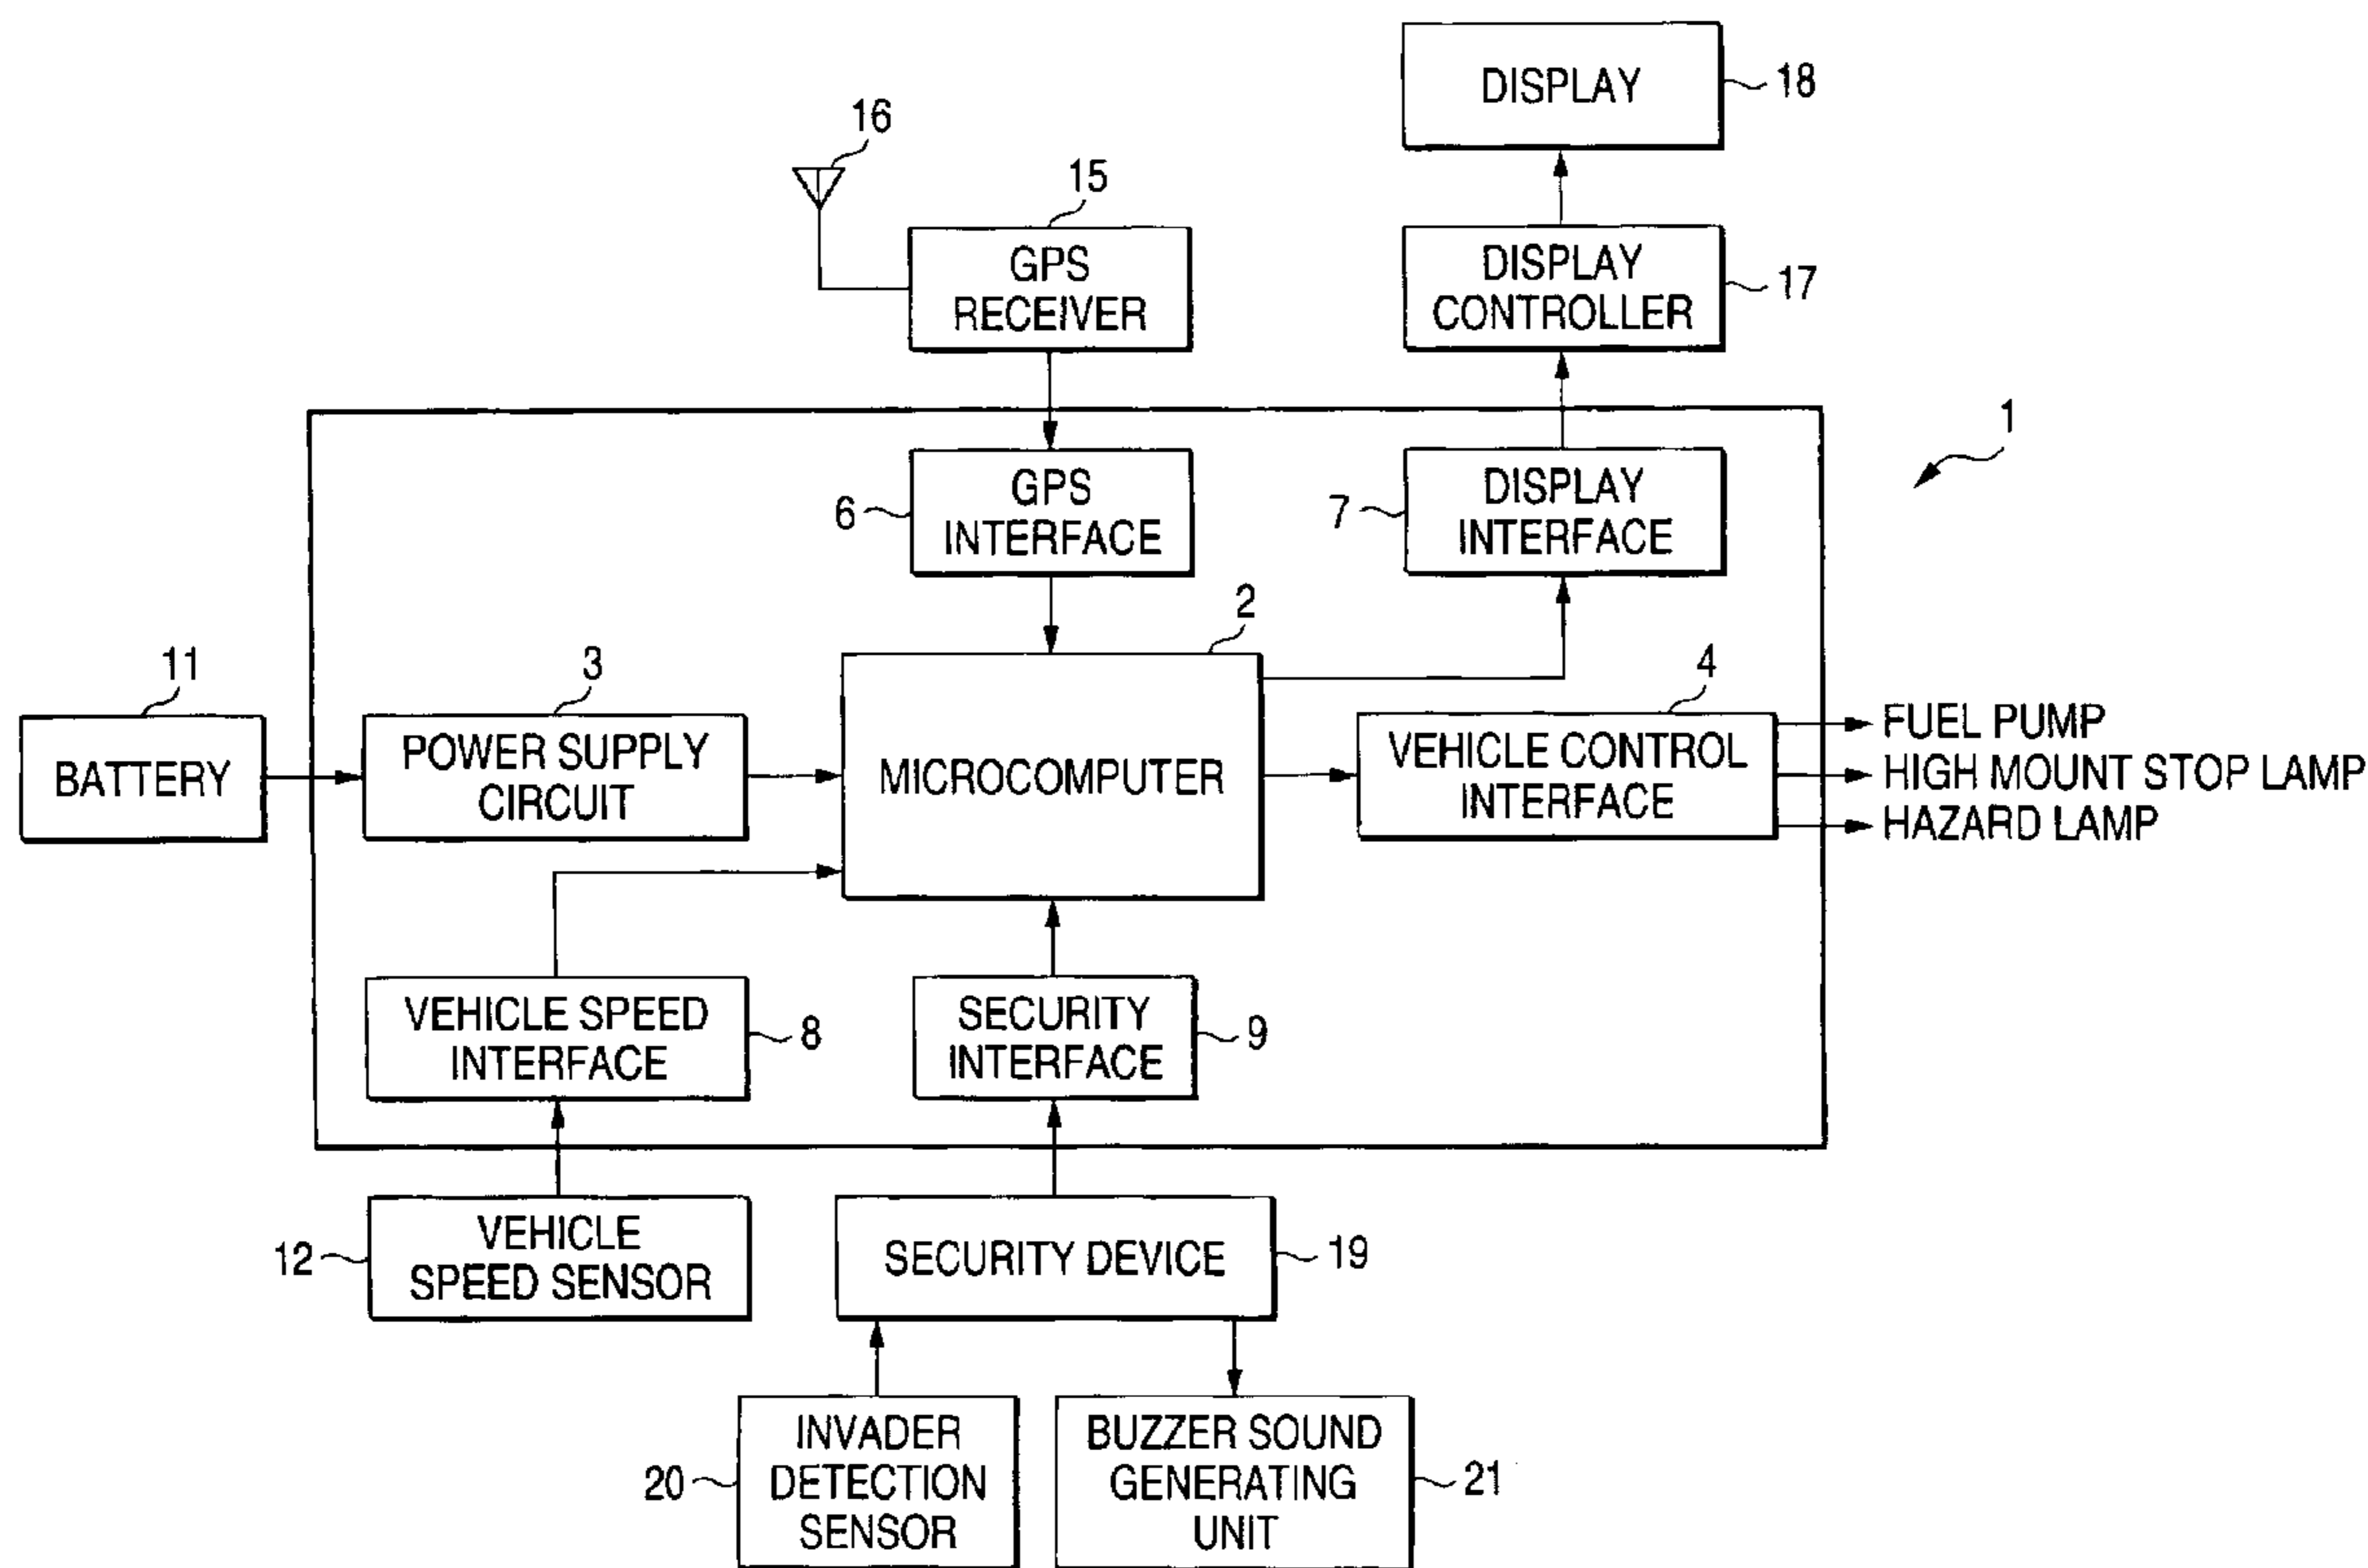 DISPLAY
18
16
15
GPS
RECEIVER
DISPLAY
CONTROLLER
17
1
6
GPS
INTERFACE
7
DISPLAY
INTERFACE
2
11
3
4
BATTERY
POWER SUPPLY
CIRCUIT
MICROCOMPUTER
VEHICLE CONTROL
INTERFACE
FUEL PUMP
HIGH MOUNT STOP LAMP
HAZARD LAMP
VEHICLE SPEED
INTERFACE
8
SECURITY
INTERFACE
9
12
VEHICLE
SPEED SENSOR
SECURITY DEVICE
19
20
INVADER
DETECTION
SENSOR
BUZZER SOUND
GENERATING
UNIT
21